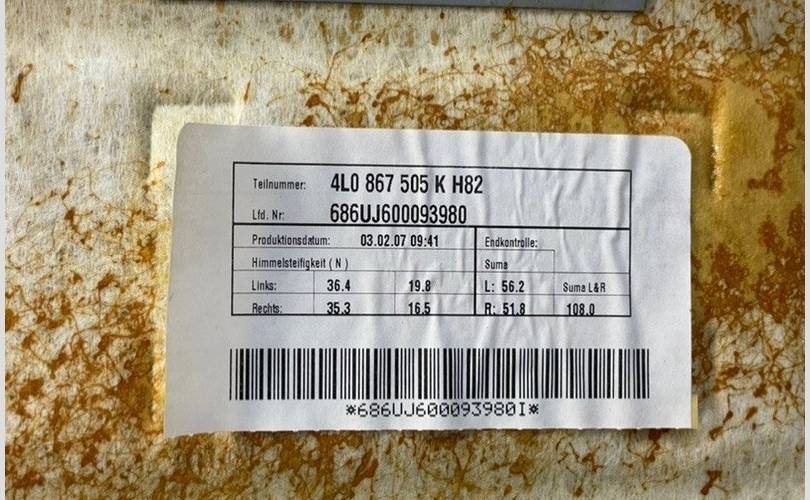 Teilnummer: 4L0 867 505 K H82
Lfd. Nr: 686UJ600093980
Produktionsdatum: 03.02.07 09:41 Endkontrolle:
Himmelsteifigkeit ( N ) Suma
Links: 36.4 19.8 L: 56.2 Suma L&R
Rechts: 35.3 16.5 R: 51.8 108.0
*686UJ600093980I*